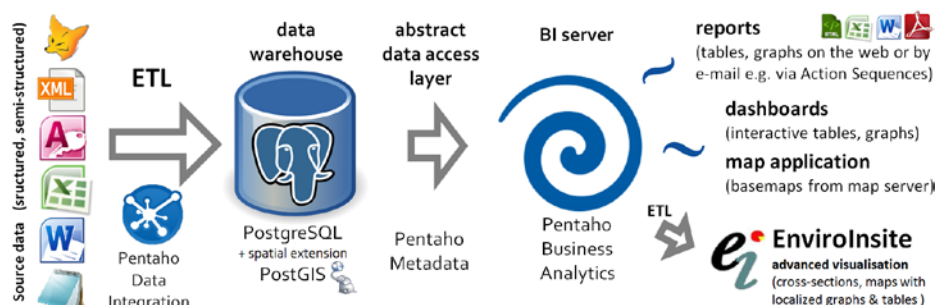 Source data (sructured, semi-structured)
XML
A
X
W
ETL
Pentaho
Data
Integration
data
warehouse
PostgreSQL
+ spatial extension
PostGIS
abstract
data access
layer
Pentaho
Metadata
BI server
Pentaho
Business
Analytics
reports
HTML
X
W
(tables, graphs on the web or by
e-mail e.g. via Action Sequences)
dashboards
(interactive tables, graphs)
map application
(basemaps from map server)
ETL
ei
EnviroInsite
advanced visualisation
(cross-sections, maps with
localized graphs & tables )